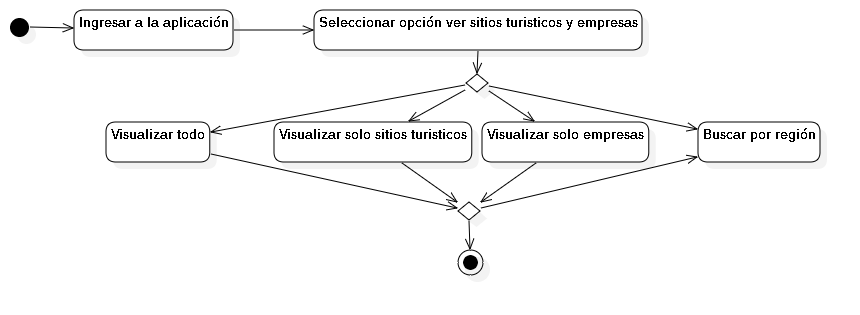 Ingresar a la aplicación
Seleccionar opción ver sitios turisticos y empresas
Visualizar todo
Visualizar solo sitios turisticos
Visualizar solo empresas
Buscar por región